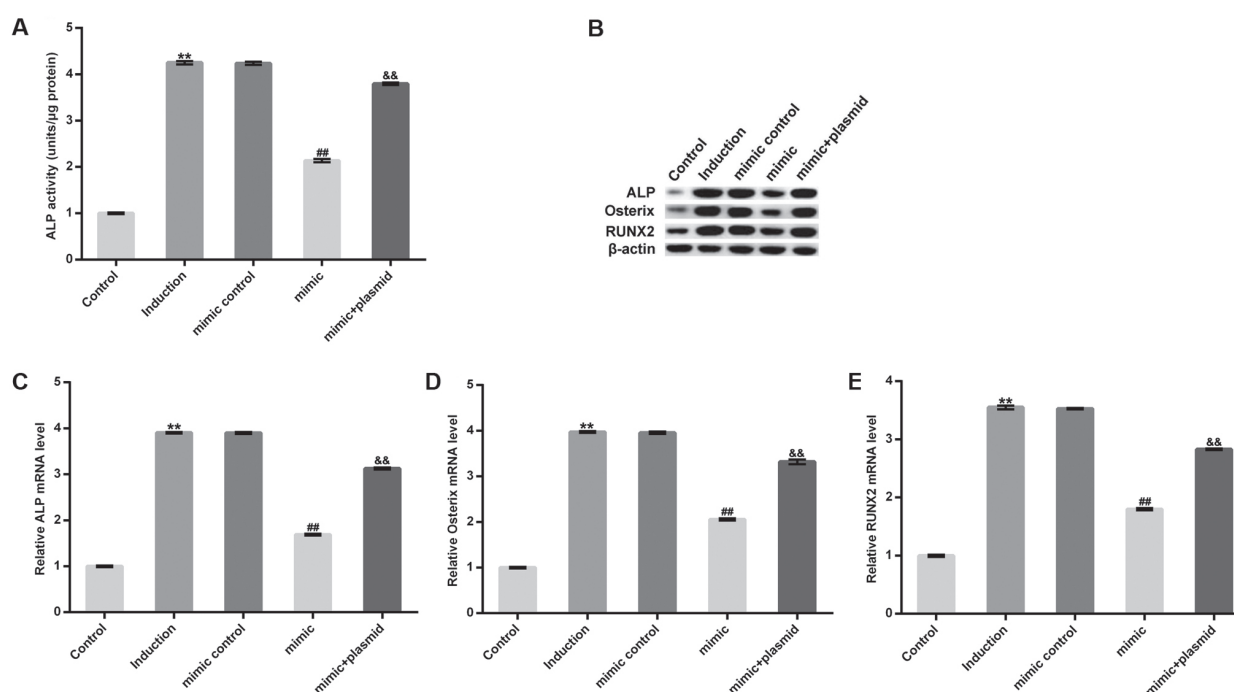 A
ALP activity (units/μg protein)
5
4
3
2
1
0
**
##
&&
Control
Induction
mimic control
mimic
mimic+plasmid
B
Control
Induction
mimic control
mimic
mimic+plasmid
ALP
Osterix
RUNX2
β-actin
C
Relative ALP mRNA level
5
4
3
2
1
0
**
##
&&
Control
Induction
mimic control
mimic
mimic+plasmid
D
Relative Osterix mRNA level
5
4
3
2
1
0
**
##
&&
Control
Induction
mimic control
mimic
mimic+plasmid
E
Relative RUNX2 mRNA level
4
3
2
1
0
**
##
&&
Control
Induction
mimic control
mimic
mimic+plasmid